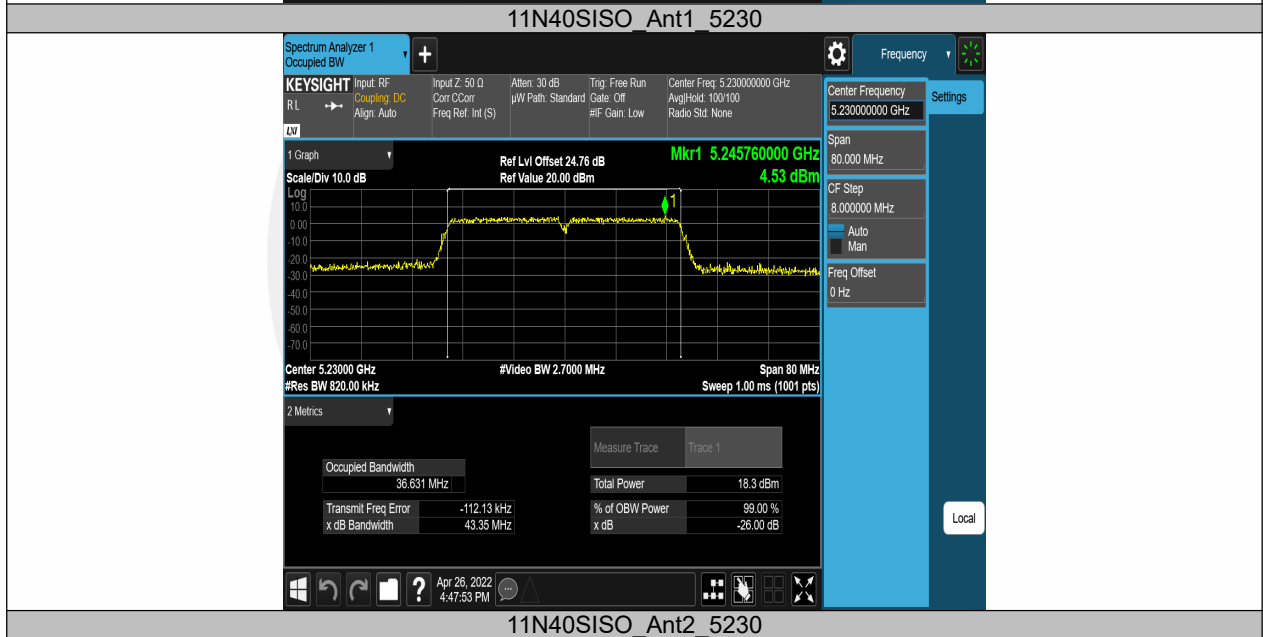 11N40SISO_Ant1_5230
Spectrum Analyzer 1
Occupied BW
+
Frequency
KEYSIGHT
RL
LXI
Input: RF
Coupling: DC
Align: Auto
Input Z: 50 Ω
Corr CCorr
Freq Ref: Int (S)
Atten: 30 dB
µW Path: Standard
Trig: Free Run
Gate: Off
#IF Gain: Low
Center Freq: 5.230000000 GHz
Avg|Hold: 100/100
Radio Std: None
Center Frequency
5.230000000 GHz
Settings
Span
80.000 MHz
CF Step
8.000000 MHz
Auto
Man
Freq Offset
0 Hz
Local
1 Graph
Scale/Div 10.0 dB
Ref Lvl Offset 24.76 dB
Ref Value 20.00 dBm
Mkr1 5.245760000 GHz
4.53 dBm
Log
1
10.0
0.00
-10.0
-20.0
-30.0
-40.0
-50.0
-60.0
-70.0
Center 5.23000 GHz
#Video BW 2.7000 MHz
Span 80 MHz
#Res BW 820.00 kHz
Sweep 1.00 ms (1001 pts)
2 Metrics
Measure Trace Trace 1
Occupied Bandwidth
36.631 MHz
Total Power 18.3 dBm
Transmit Freq Error -112.13 kHz
% of OBW Power 99.00 %
x dB Bandwidth 43.35 MHz
x dB -26.00 dB
?
Apr 26, 2022
4:47:53 PM
11N40SISO_Ant2_5230